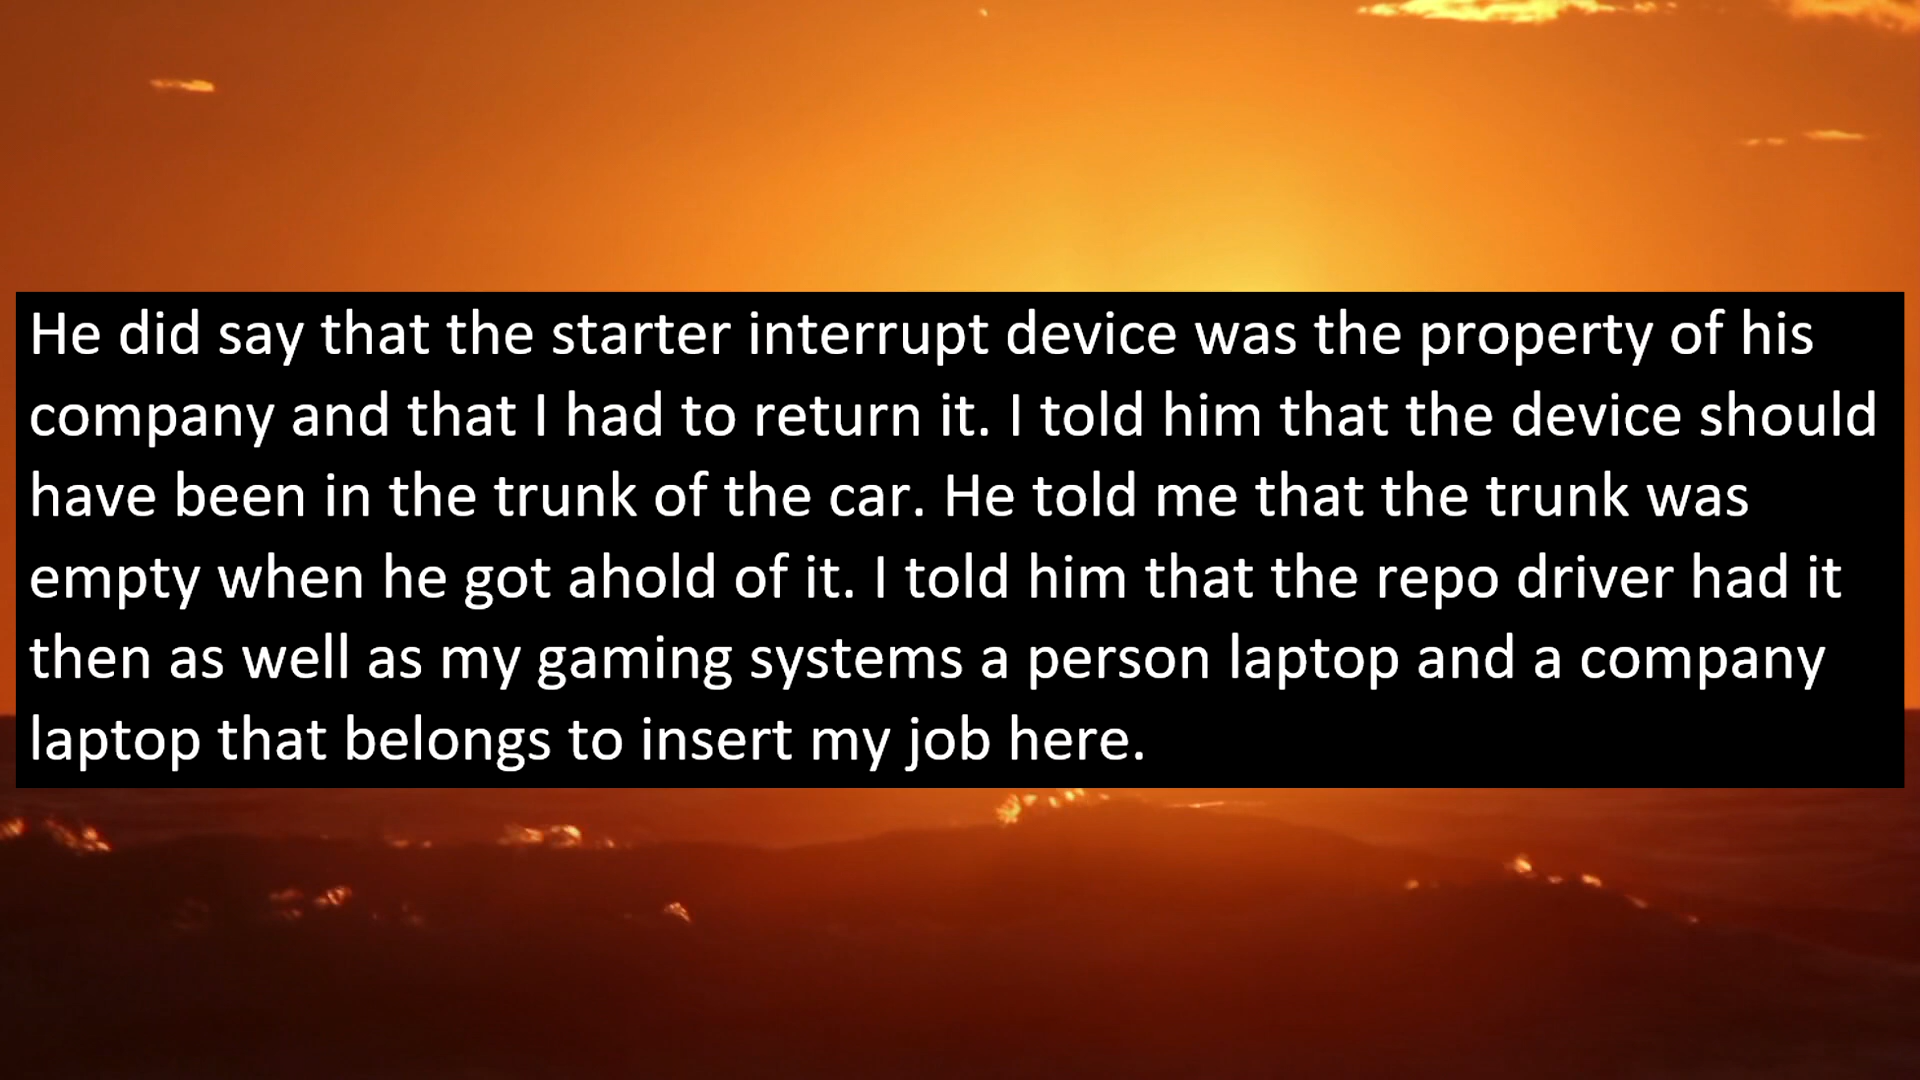 He did say that the starter interrupt device was the property of his
company and that I had to return it. I told him that the device should
have been in the trunk of the car. He told me that the trunk was
empty when he got ahold of it. I told him that the repo driver had it
then as well as my gaming systems a person laptop and a company
laptop that belongs to insert my job here.